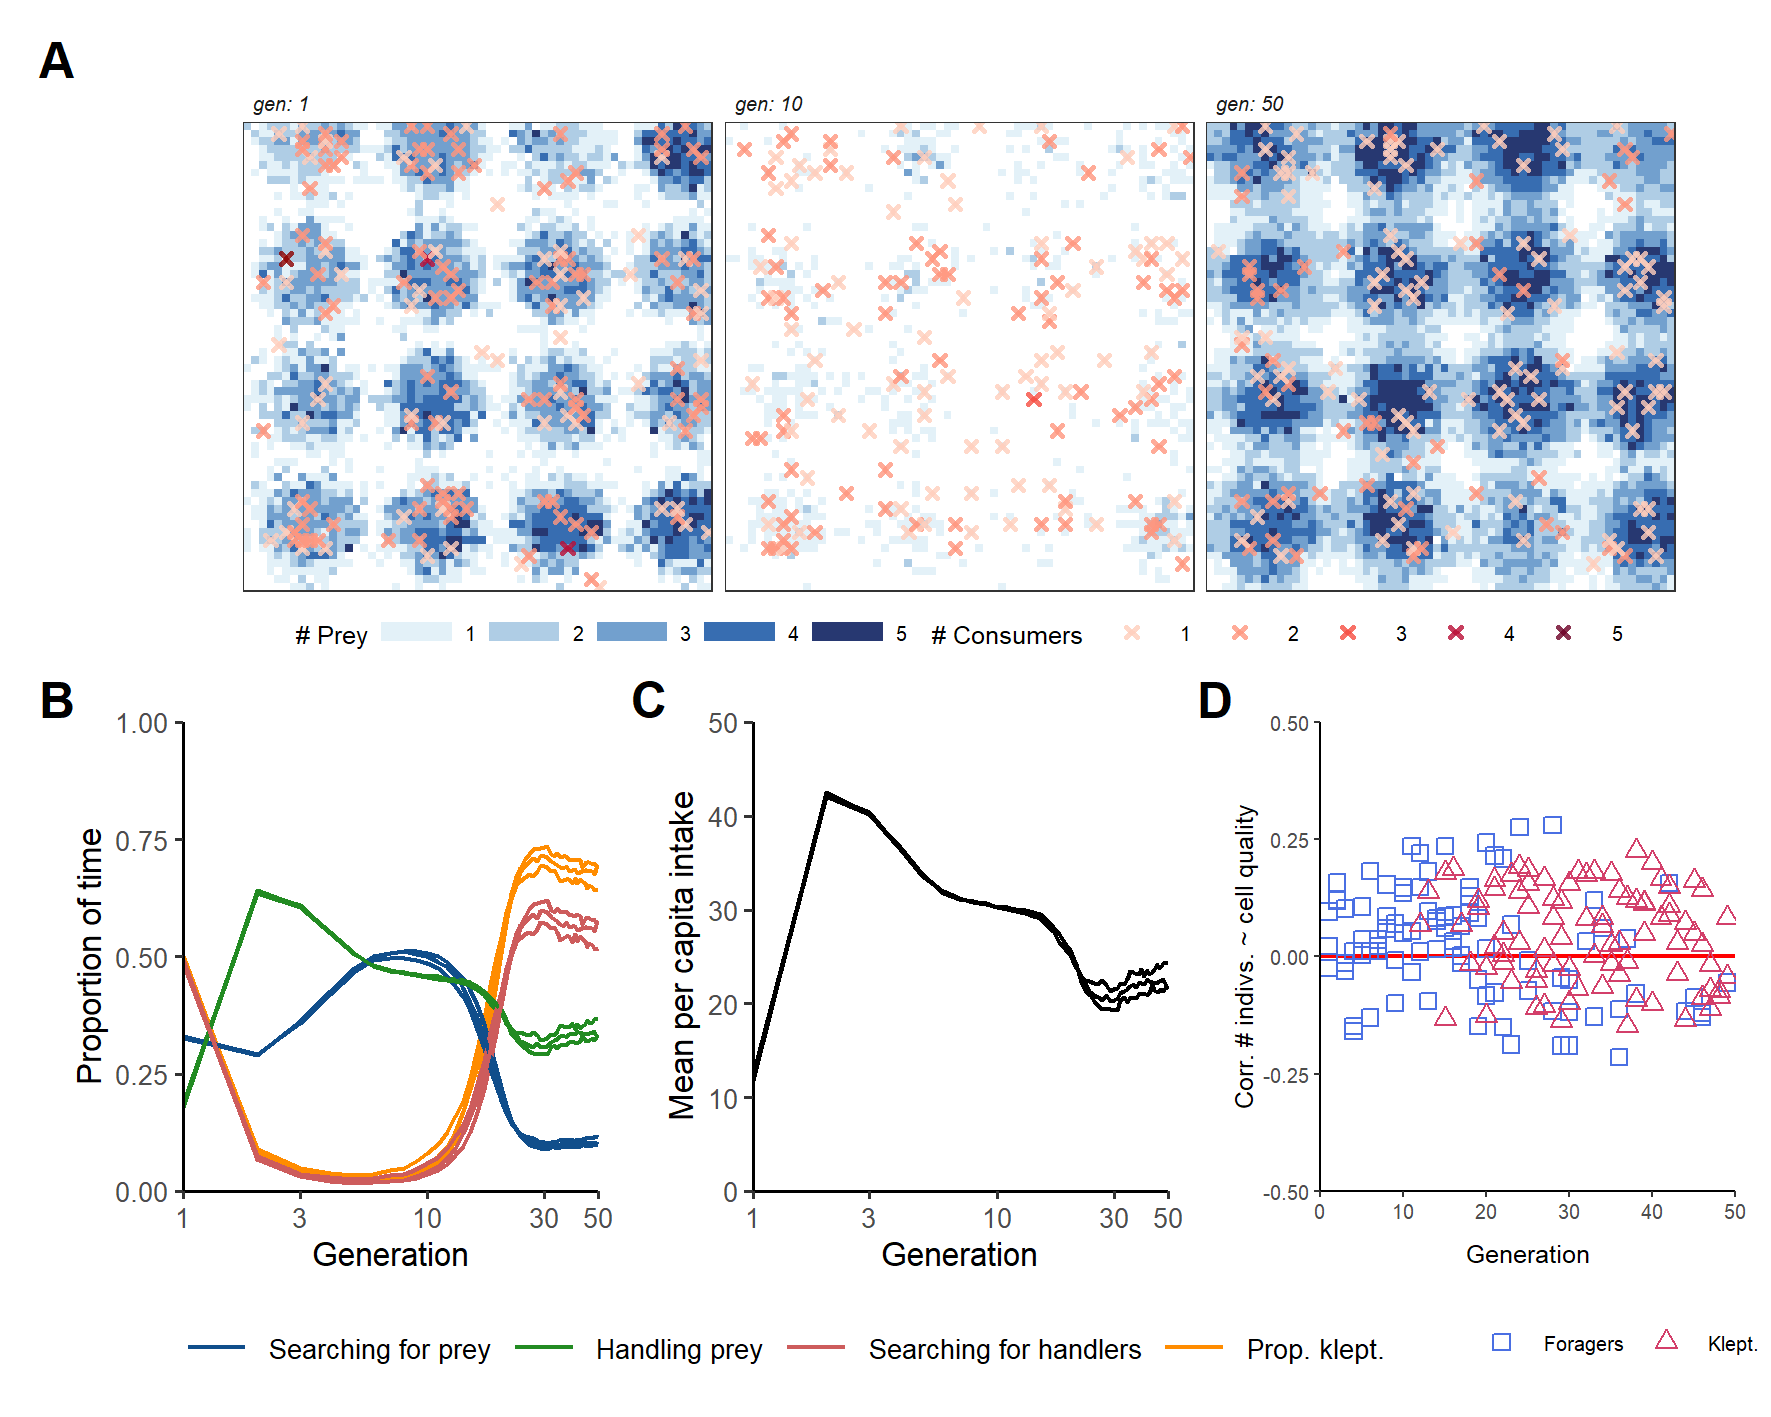 A
gen: 1
gen: 10
gen: 50
# Prey 1 2 3 4 5 # Consumers 1 2 3 4 5
B
1.00
0.75
0.50
0.25
0.00
Proportion of time
1 3 10 30 50
Generation
C
50
40
30
20
10
0
Mean per capita intake
1 3 10 30 50
Generation
D
0.50
0.25
0.00
-0.25
-0.50
Corr. # indivs. ~ cell quality
0 10 20 30 40 50
Generation
Searching for prey Handling prey Searching for handlers Prop. klept.
Foragers Klept.